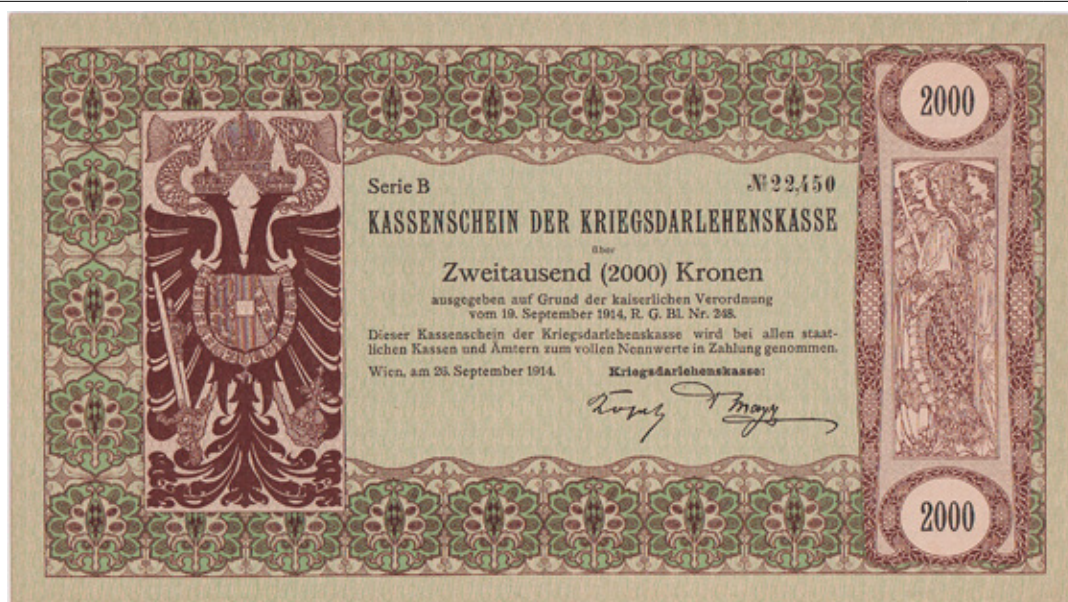 2000
Serie B № 22,450
KASSENSCHEIN DER KRIEGSDARLEHENSKASSE
über
Zweitausend (2000) Kronen
ausgegeben auf Grund der kaiserlichen Verordnung
vom 19. September 1914, R. G. Bl. Nr. 248.
Dieser Kassenschein der Kriegsdarlehenskasse wird bei allen staat-
lichen Kassen und Ämtern zum vollen Nennwerte in Zahlung genommen.
Wien, am 26. September 1914. Kriegsdarlehenskasse:
2000